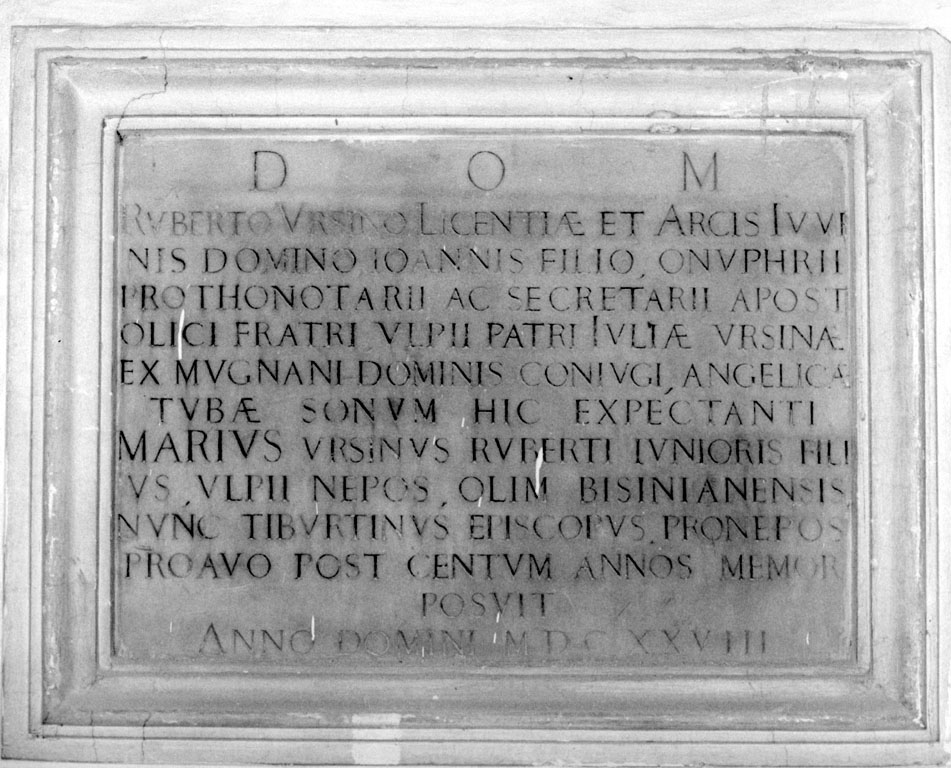 D O M
RVBERTO VRSINO LICENTIÆ ET ARCIS IVVI
NIS DOMINO, IOANNIS FILIO, ONVPHRII
PROTHONOTARII AC SECRETARII APOST
OLICI FRATRI VLPII PATRI IVLIÆ VRSINÆ
EX MVGNANI DOMINIS CONIVGI, ANGELICÆ
TVBÆ SONVM HIC EXPECTANTI
MARIVS VRSINVS RVBERTI IVNIORIS FILI
VS, VLPII NEPOS, OLIM BISINIANENSIS
NVNC TIBVRTINVS EPISCOPVS, PRONEPOS
PROAVO POST CENTVM ANNOS MEMOR
POSVIT
ANNO DOMINI M D C XXVIII